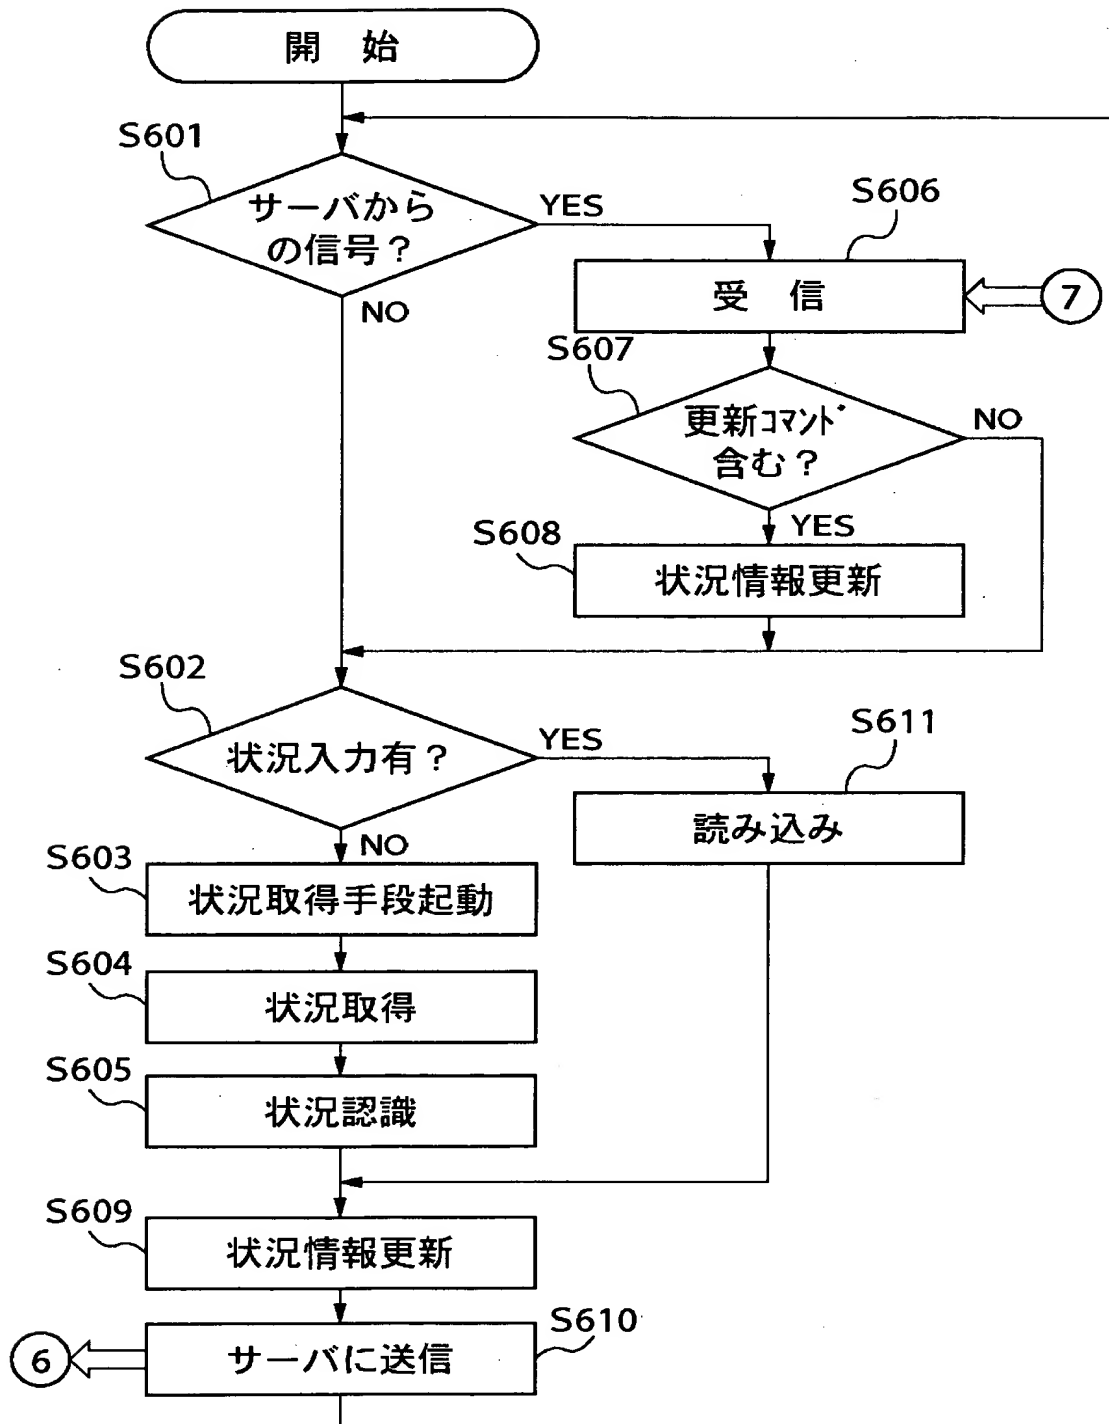 開 始
S601
サーバから
の信号?
YES
NO
S606
受 信
7
S607
更新ｺﾏﾝﾄﾞ
含む?
NO
YES
S608
状況情報更新
S602
状況入力有?
YES
NO
S611
読み込み
S603
状況取得手段起動
S604
状況取得
S605
状況認識
S609
状況情報更新
S610
サーバに送信
6